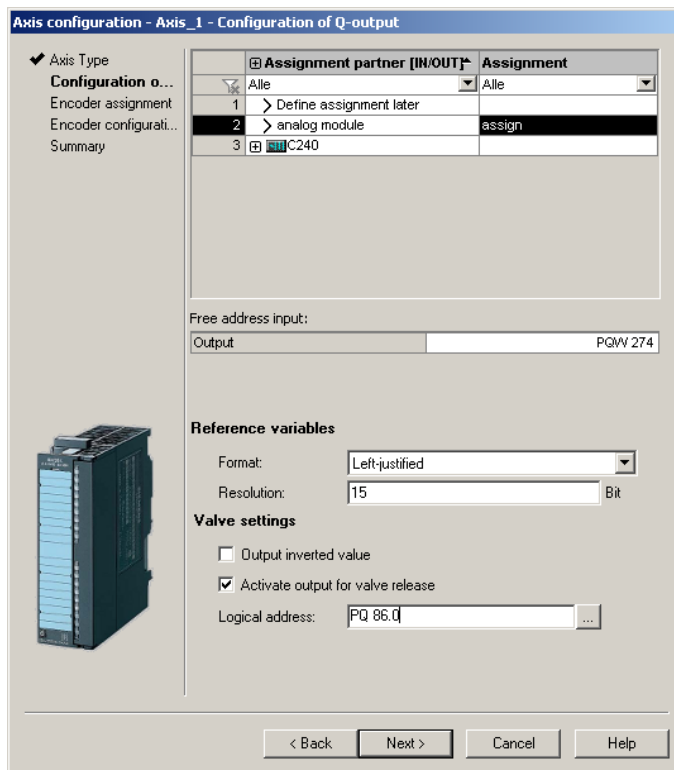 Axis configuration - Axis_1 - Configuration of Q-output
Axis Type
Configuration o...
Encoder assignment
Encoder configurati...
Summary
Assignment partner [IN/OUT] Assignment
Alle Alle
1 Define assignment later
2 analog module assign
3 C240
Free address input:
Output PQW 274
Reference variables
Format: Left-justified
Resolution: 15 Bit
Valve settings
Output inverted value
Activate output for valve release
Logical address: PQ 86.0 ...
< Back Next > Cancel Help